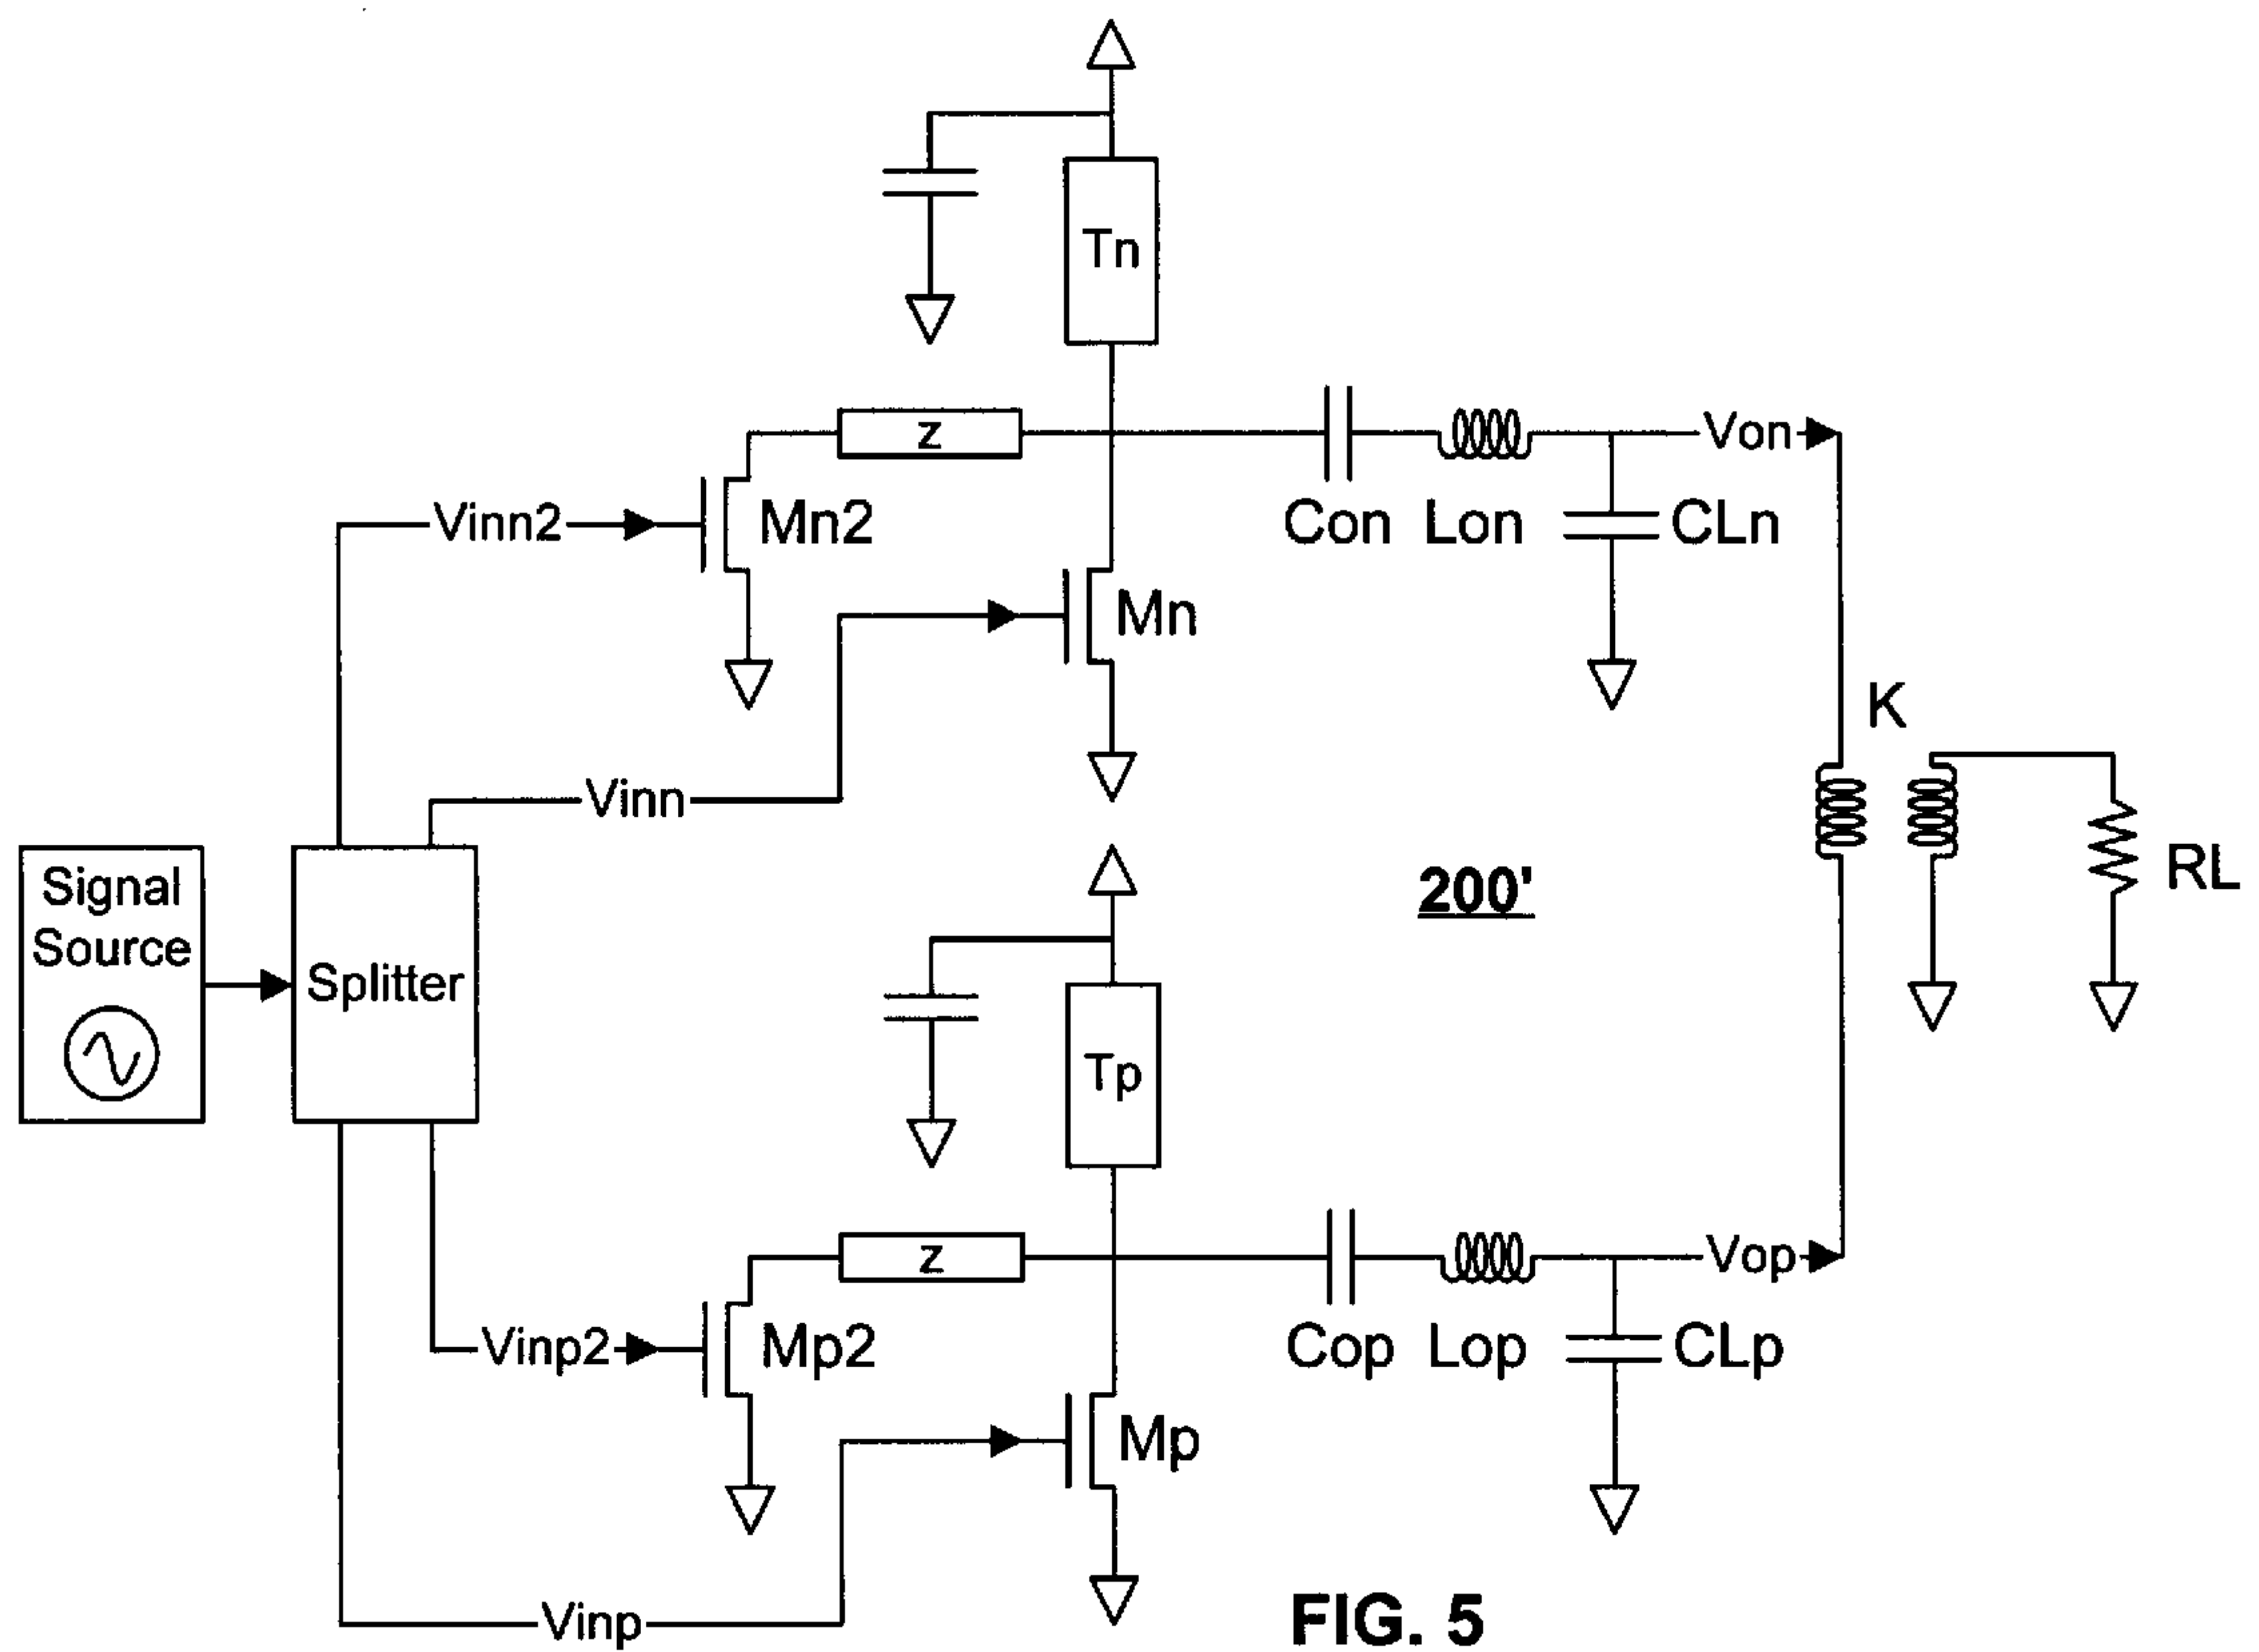 Tn
z
Von
Vinn2
Mn2
Con
Lon
CLn
Mn
K
Vinn
Signal
Source
Splitter
200'
RL
Tp
z
Vop
Vinp2
Mp2
Cop
Lop
CLp
Mp
Vinp
FIG. 5